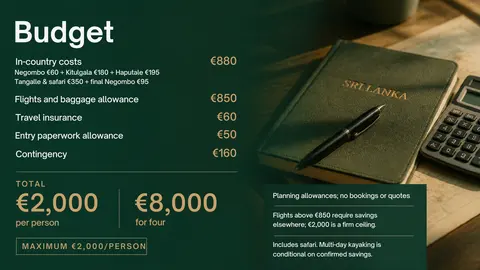 Budget
In-country costs €880
Negombo €60 + Kitulgala €180 + Haputale €195
Tangalle & safari €350 + final Negombo €95
Flights and baggage allowance €850
Travel insurance €60
Entry paperwork allowance €50
Contingency €160
TOTAL
€2,000 €8,000
per person for four
MAXIMUM €2,000/PERSON
SRI LANKA
Planning allowances; no bookings or quotes
Flights above €850 require savings
elsewhere; €2,000 is a firm ceiling.
Includes safari. Multi-day kayaking is
conditional on confirmed savings.